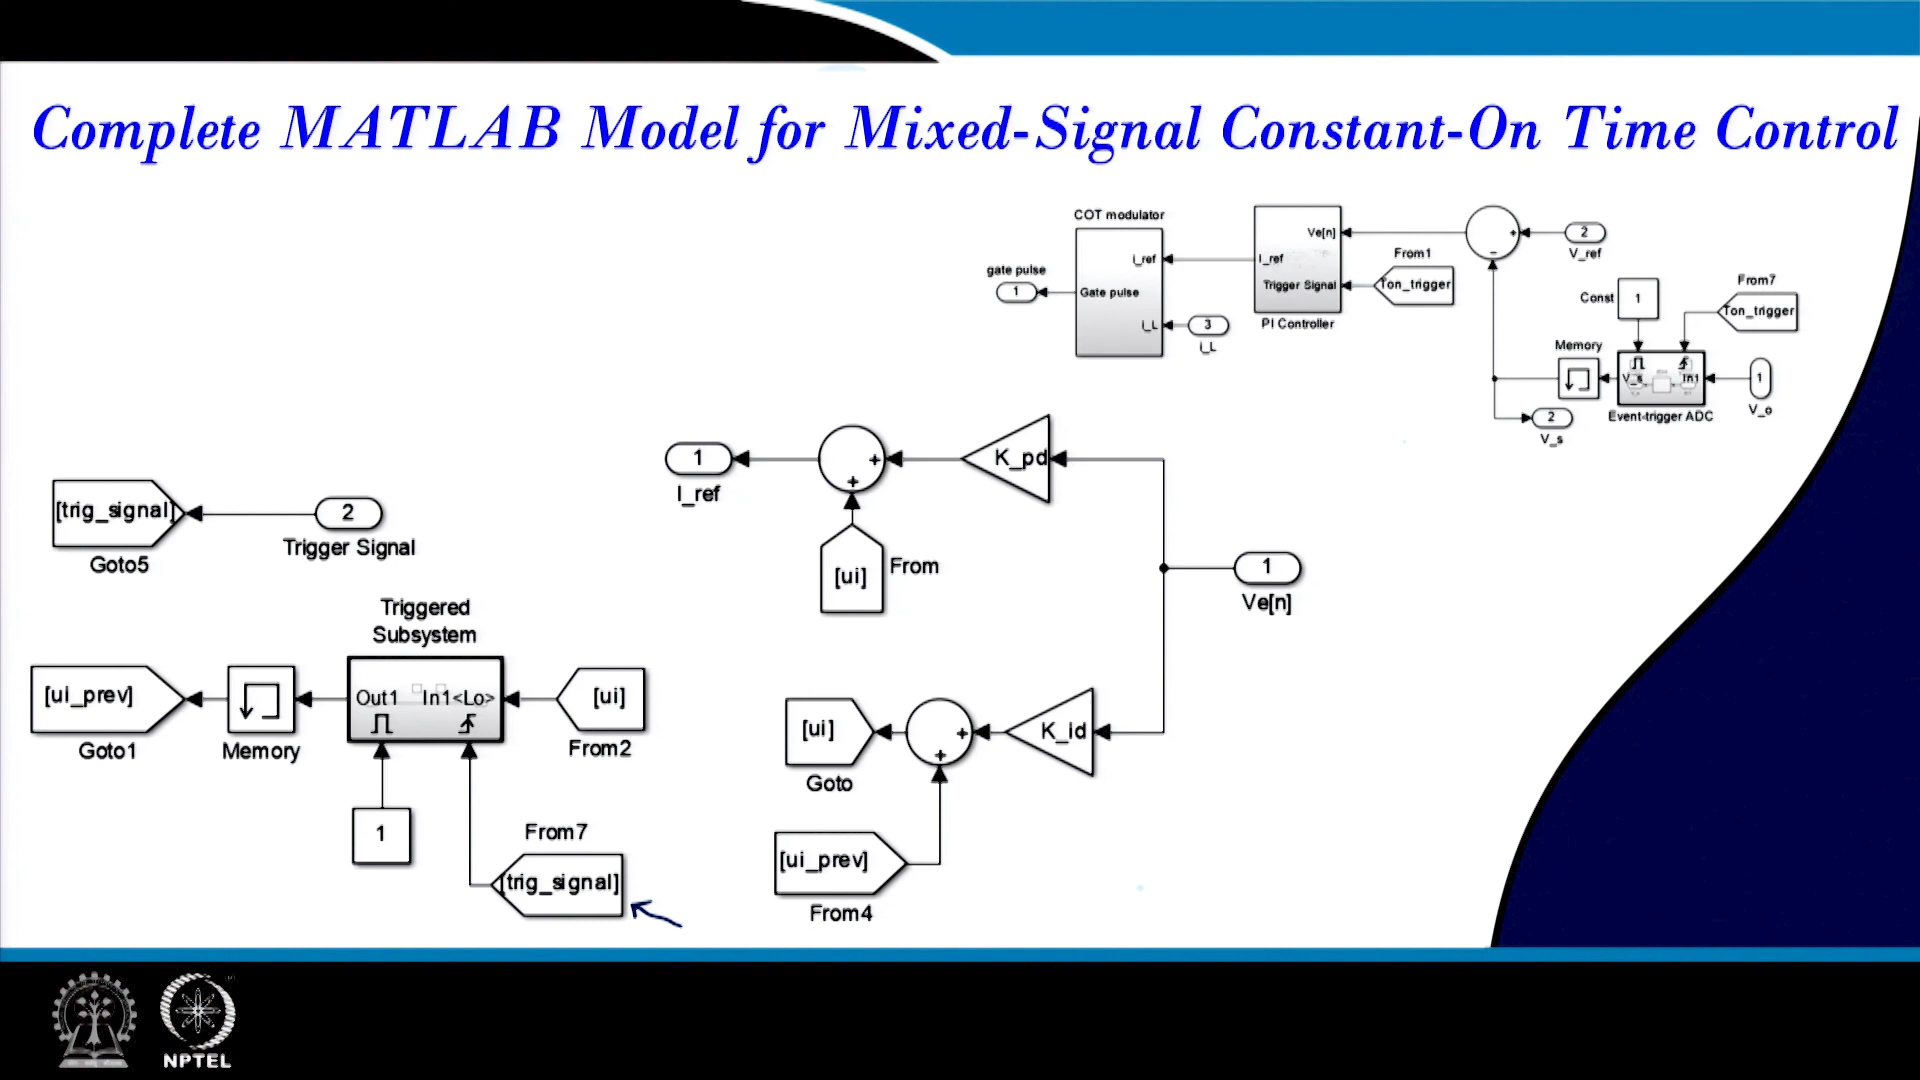 Complete MATLAB Model for Mixed-Signal Constant-On Time Control
COT modulator
i_ref
Gate pulse
i_L
gate pulse
1
3
i_L
Ve[n]
I_ref
Trigger Signal
PI Controller
From1
Ton_trigger
+
−
2
V_ref
Const
1
From7
Ton_trigger
Memory
V_s
In1
Event-trigger ADC
1
V_o
2
V_s
1
I_ref
+
+
K_pd
[ui]
From
1
Ve[n]
[trig_signal]
Goto5
2
Trigger Signal
Triggered
Subsystem
[ui_prev]
Goto1
Memory
Out1
In1<Lo>
[ui]
From2
1
From7
[trig_signal]
[ui]
Goto
+
+
K_id
[ui_prev]
From4
NPTEL